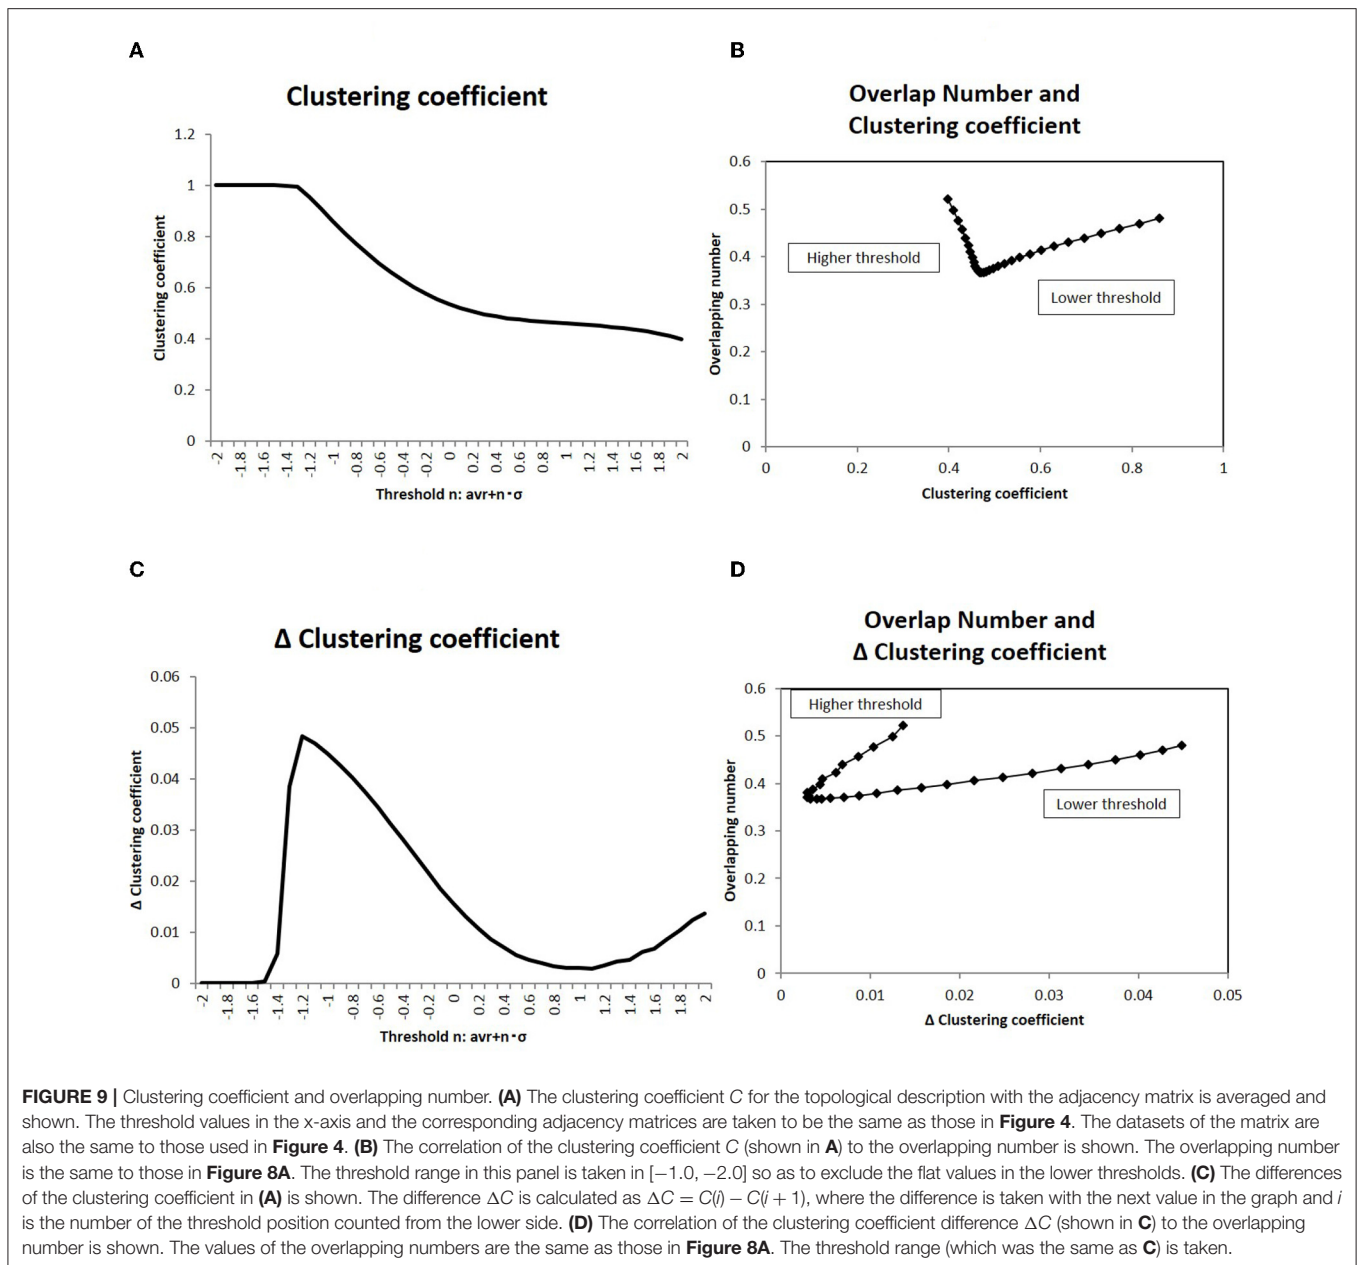 A
Clustering coefficient
1.2
1
0.8
0.6
0.4
0.2
0
Clustering coefficient
-2 -1.8 -1.6 -1.4 -1.2 -1 -0.8 -0.6 -0.4 -0.2 0 0.2 0.4 0.6 0.8 1 1.2 1.4 1.6 1.8 2
Threshold n: avr+n・σ
B
Overlap Number and
Clustering coefficient
0.6
0.5
0.4
0.3
0.2
0.1
0
Overlapping number
Higher threshold
Lower threshold
0 0.2 0.4 0.6 0.8 1
Clustering coefficient
C
Δ Clustering coefficient
0.06
0.05
0.04
0.03
0.02
0.01
0
Δ Clustering coefficient
-2 -1.8 -1.6 -1.4 -1.2 -1 -0.8 -0.6 -0.4 -0.2 0 0.2 0.4 0.6 0.8 1 1.2 1.4 1.6 1.8 2
Threshold n: avr+n・σ
D
Overlap Number and
Δ Clustering coefficient
0.6
0.5
0.4
0.3
0.2
0.1
0
Overlapping number
Higher threshold
Lower threshold
0 0.01 0.02 0.03 0.04 0.05
Δ Clustering coefficient
FIGURE 9 | Clustering coefficient and overlapping number. (A) The clustering coefficient C for the topological description with the adjacency matrix is averaged and
shown. The threshold values in the x-axis and the corresponding adjacency matrices are taken to be the same as those in Figure 4. The datasets of the matrix are
also the same to those used in Figure 4. (B) The correlation of the clustering coefficient C (shown in A) to the overlapping number is shown. The overlapping number
is the same to those in Figure 8A. The threshold range in this panel is taken in [−1.0, −2.0] so as to exclude the flat values in the lower thresholds. (C) The differences
of the clustering coefficient in (A) is shown. The difference ΔC is calculated as ΔC = C(i) − C(i + 1), where the difference is taken with the next value in the graph and i
is the number of the threshold position counted from the lower side. (D) The correlation of the clustering coefficient difference ΔC (shown in C) to the overlapping
number is shown. The values of the overlapping numbers are the same as those in Figure 8A. The threshold range (which was the same as C) is taken.